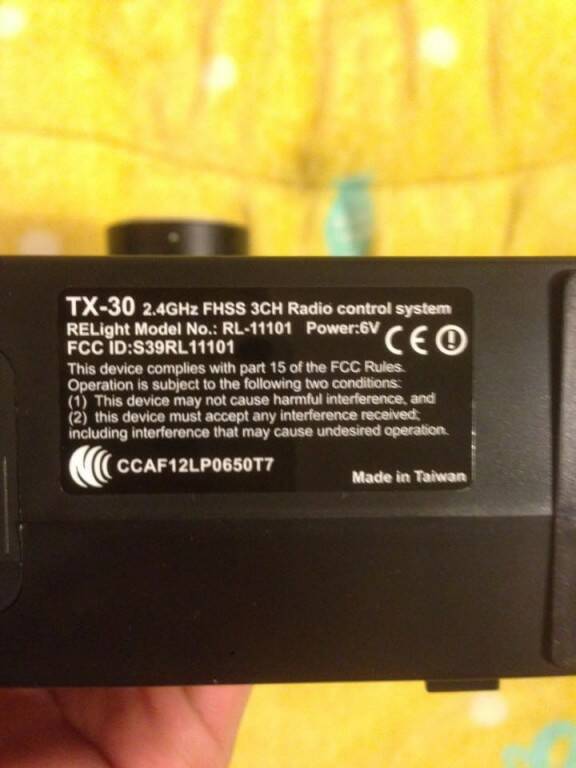 TX-30 2.4GHz FHSS 3CH Radio control system
RELight Model No.: RL-11101 Power:6V
FCC ID:S39RL11101
This device complies with part 15 of the FCC Rules.
Operation is subject to the following two conditions:
(1) This device may not cause harmful interference, and
(2) this device must accept any interference received;
including interference that may cause undesired operation.
CCAF12LP0650T7
Made in Taiwan